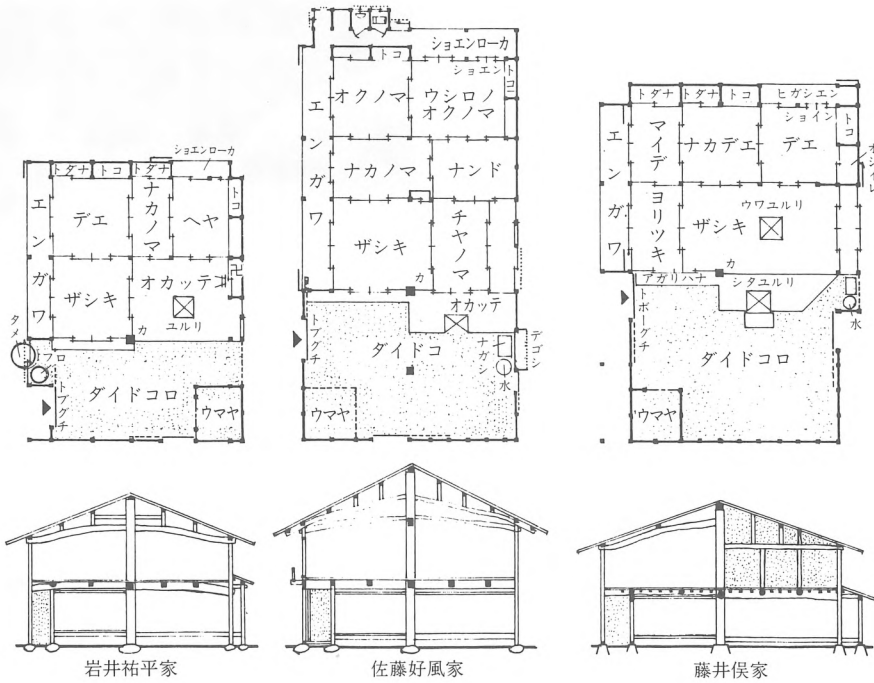 ショエンローカ
トダナ
トコ
トダナ
エンガワ
デエ
ナカノマ
ヘヤ
トコ
ザシキ
オカッテコ
卍
ユルリ
カ
タメ
フロ
トブグチ
ダイドコロ
ウマヤ
岩井祐平家
ショエンローカ
トコ
ショエン
トコ
エンガワ
オクノマ
ウシロノ
オクノマ
ナカノマ
ナンド
ザシキ
チヤノマ
カ
オカッテ
トブグチ
ダイドコ
ナガシ
水
デゴシ
ウマヤ
佐藤好風家
トダナ
トダナ
トコ
ヒガシエン
ショイン
トコ
オシイレ
エンガワ
マイデ
ナカデエ
デエ
ヨリツキ
ザシキ
ウワユルリ
カ
アガリハナ
シタユルリ
トボーグチ
水
ダイドコロ
ウマヤ
藤井俣家